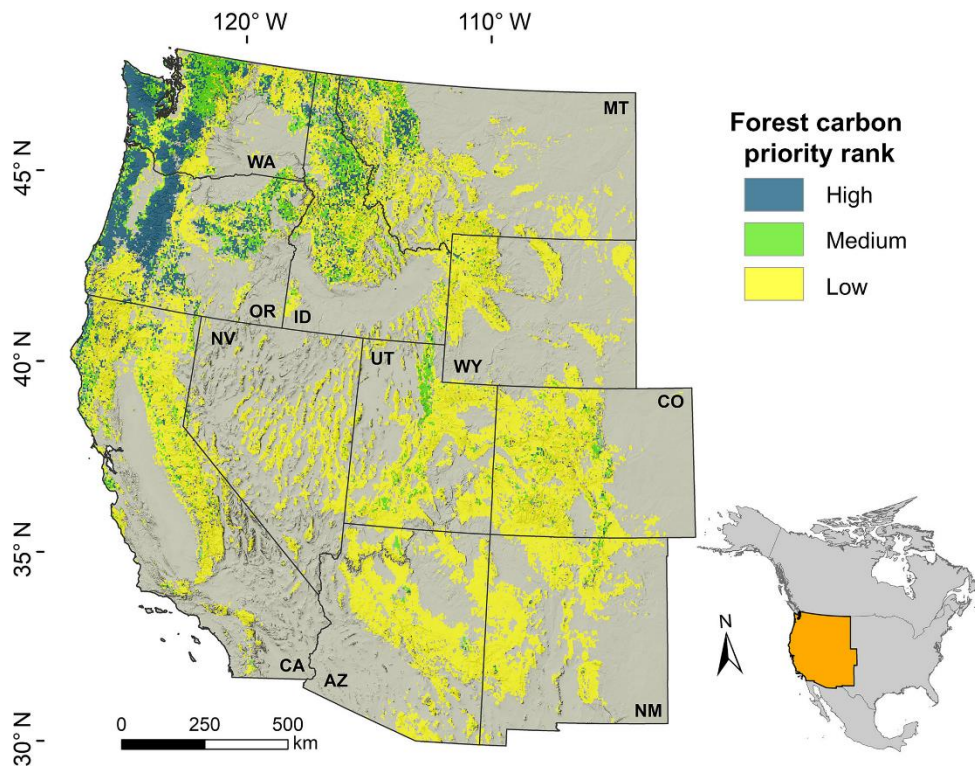 120° W
110° W
45° N
40° N
35° N
30° N
MT
WA
OR
ID
NV
UT
WY
CO
CA
AZ
NM
0 250 500
km
Forest carbon
priority rank
High
Medium
Low
N